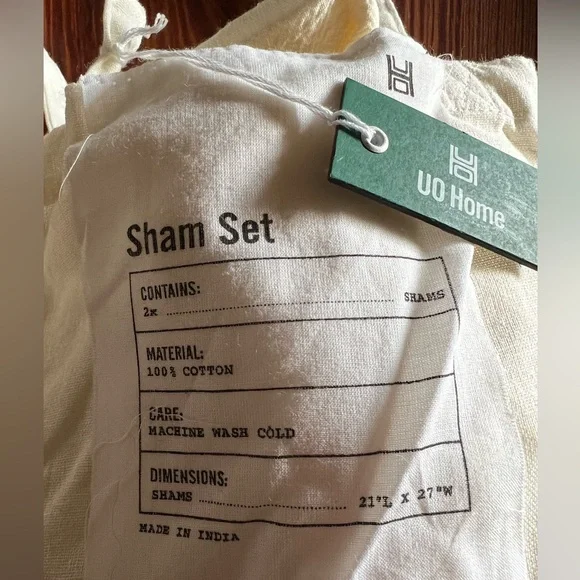 UO Home
Sham Set
CONTAINS:
2x ........................ SHAMS
MATERIAL:
100% COTTON
CARE:
MACHINE WASH COLD
DIMENSIONS:
SHAMS ............ 21"L X 27"W
MADE IN INDIA